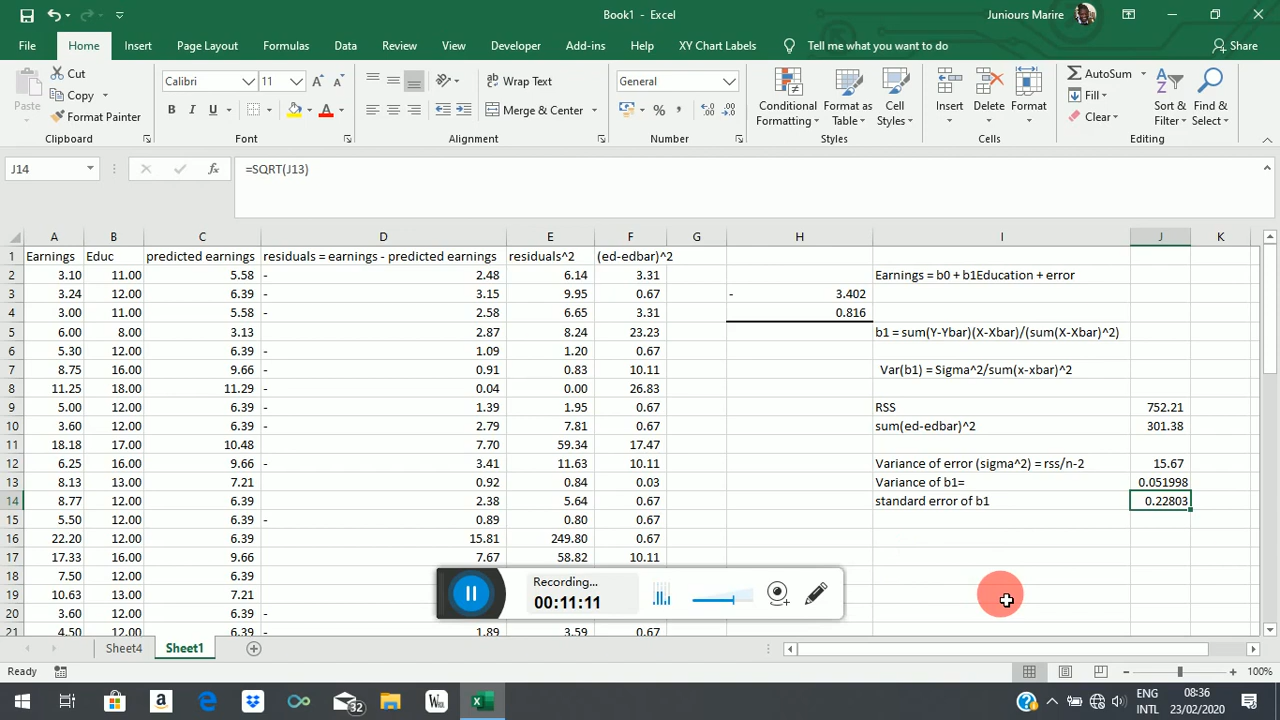 Book1 - Excel
Juniours Marire
File Home Insert Page Layout Formulas Data Review View Developer Add-ins Help XY Chart Labels Tell me what you want to do Share
Paste Cut Copy Format Painter Clipboard
Calibri 11 A A B I U A Font
Wrap Text Merge & Center Alignment
General % , Number
Conditional Formatting Format as Table Cell Styles Styles
Insert Delete Format Cells
AutoSum Fill Clear Sort & Filter Find & Select Editing
J14 fx =SQRT(J13)
A B C D E F G H I J K
1 Earnings Educ predicted earnings residuals = earnings - predicted earnings residuals^2 (ed-edbar)^2
2 3.10 11.00 5.58 - 2.48 6.14 3.31 Earnings = b0 + b1Education + error
3 3.24 12.00 6.39 - 3.15 9.95 0.67 - 3.402
4 3.00 11.00 5.58 - 2.58 6.65 3.31 0.816
5 6.00 8.00 3.13 2.87 8.24 23.23 b1 = sum(Y-Ybar)(X-Xbar)/(sum(X-Xbar)^2)
6 5.30 12.00 6.39 - 1.09 1.20 0.67
7 8.75 16.00 9.66 - 0.91 0.83 10.11 Var(b1) = Sigma^2/sum(x-xbar)^2
8 11.25 18.00 11.29 - 0.04 0.00 26.83
9 5.00 12.00 6.39 - 1.39 1.95 0.67 RSS 752.21
10 3.60 12.00 6.39 - 2.79 7.81 0.67 sum(ed-edbar)^2 301.38
11 18.18 17.00 10.48 7.70 59.34 17.47
12 6.25 16.00 9.66 - 3.41 11.63 10.11 Variance of error (sigma^2) = rss/n-2 15.67
13 8.13 13.00 7.21 0.92 0.84 0.03 Variance of b1= 0.051998
14 8.77 12.00 6.39 2.38 5.64 0.67 standard error of b1 0.22803
15 5.50 12.00 6.39 - 0.89 0.80 0.67
16 22.20 12.00 6.39 15.81 249.80 0.67
17 17.33 16.00 9.66 7.67 58.82 10.11
18 7.50 12.00 6.39
19 10.63 13.00 7.21
20 3.60 12.00 6.39 -
21 4.50 12.00 6.39 - 1.89 3.59 0.67
Recording...
00:11:11
Sheet4 Sheet1
Ready 100%
32 ENG INTL 08:36 23/02/2020